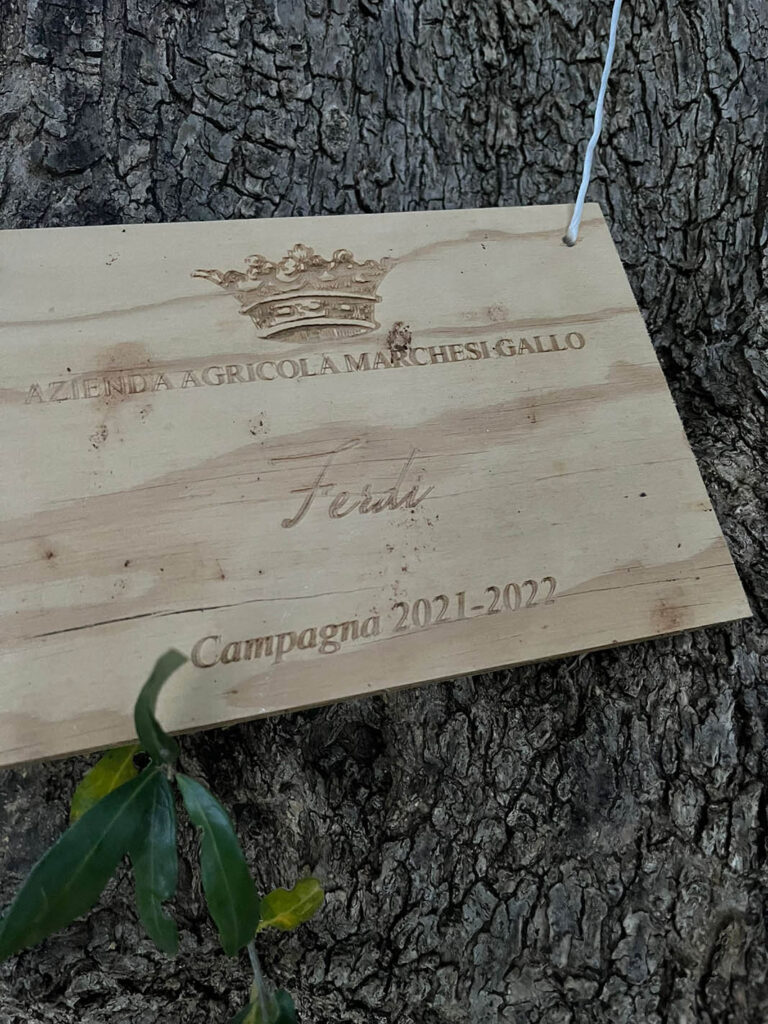 AZIENDA AGRICOLA MARCHESI GALLO
Ferdi
Campagna 2021-2022